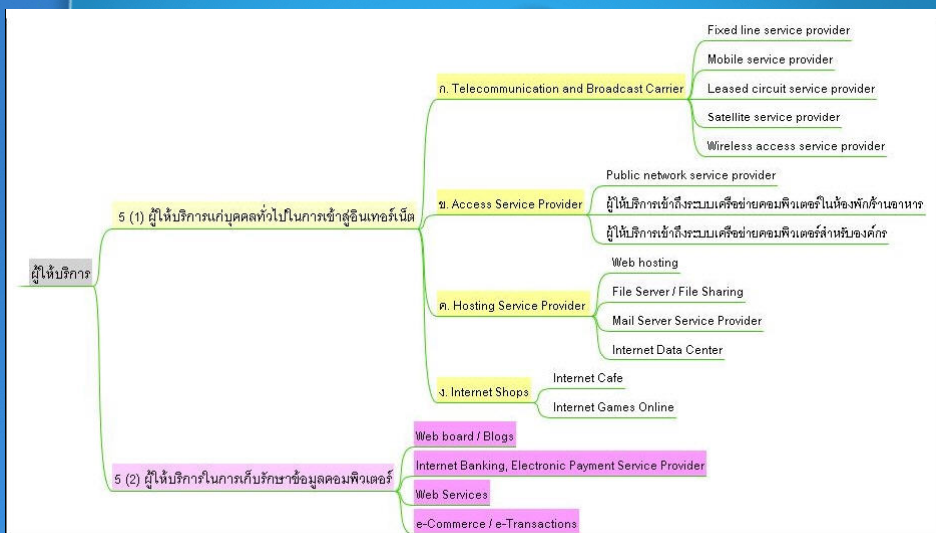 ผู้ให้บริการ
5 (1) ผู้ให้บริการแก่บุคคลทั่วไปในการเข้าสู่อินเทอร์เน็ต
ก. Telecommunication and Broadcast Carrier
Fixed line service provider
Mobile service provider
Leased circuit service provider
Satellite service provider
Wireless access service provider
ข. Access Service Provider
Public network service provider
ผู้ให้บริการเข้าถึงระบบเครือข่ายคอมพิวเตอร์ในห้องพักร้านอาหาร
ผู้ให้บริการเข้าถึงระบบเครือข่ายคอมพิวเตอร์สำหรับองค์กร
ค. Hosting Service Provider
Web hosting
File Server / File Sharing
Mail Server Service Provider
Internet Data Center
ง. Internet Shops
Internet Cafe
Internet Games Online
5 (2) ผู้ให้บริการในการเก็บรักษาข้อมูลคอมพิวเตอร์
Web board / Blogs
Internet Banking, Electronic Payment Service Provider
Web Services
e-Commerce / e-Transactions